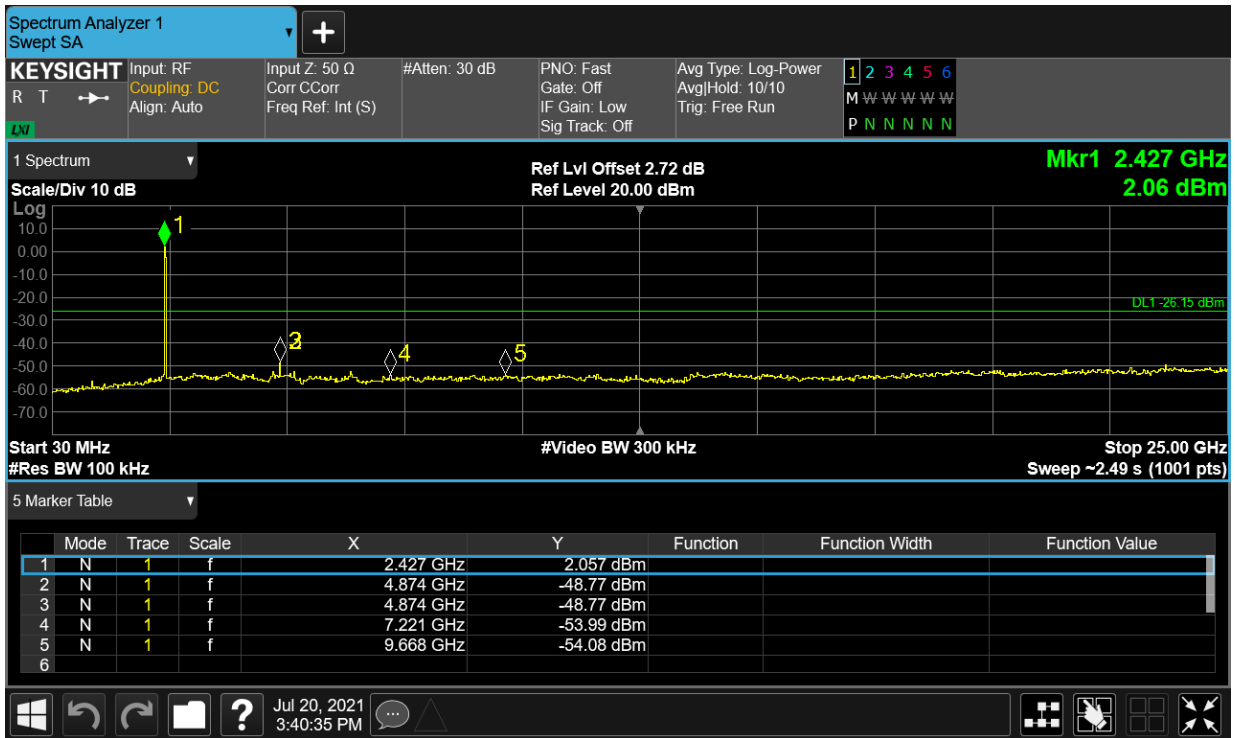 Spectrum Analyzer 1
Swept SA
+
KEYSIGHT
R T
LXI
Input: RF
Coupling: DC
Align: Auto
Input Z: 50 Ω
Corr CCorr
Freq Ref: Int (S)
#Atten: 30 dB
PNO: Fast
Gate: Off
IF Gain: Low
Sig Track: Off
Avg Type: Log-Power
Avg|Hold: 10/10
Trig: Free Run
1 2 3 4 5 6
M W W W W W
P N N N N N
1 Spectrum
Scale/Div 10 dB
Ref Lvl Offset 2.72 dB
Ref Level 20.00 dBm
Mkr1 2.427 GHz
2.06 dBm
Log
10.0
0.00
-10.0
-20.0
-30.0
-40.0
-50.0
-60.0
-70.0
1
DL1 -26.15 dBm
2
3
4
5
Start 30 MHz
#Res BW 100 kHz
#Video BW 300 kHz
Stop 25.00 GHz
Sweep ~2.49 s (1001 pts)
5 Marker Table
Mode Trace Scale X Y Function Function Width Function Value
1 N 1 f 2.427 GHz 2.057 dBm
2 N 1 f 4.874 GHz -48.77 dBm
3 N 1 f 4.874 GHz -48.77 dBm
4 N 1 f 7.221 GHz -53.99 dBm
5 N 1 f 9.668 GHz -54.08 dBm
6
?
Jul 20, 2021
3:40:35 PM